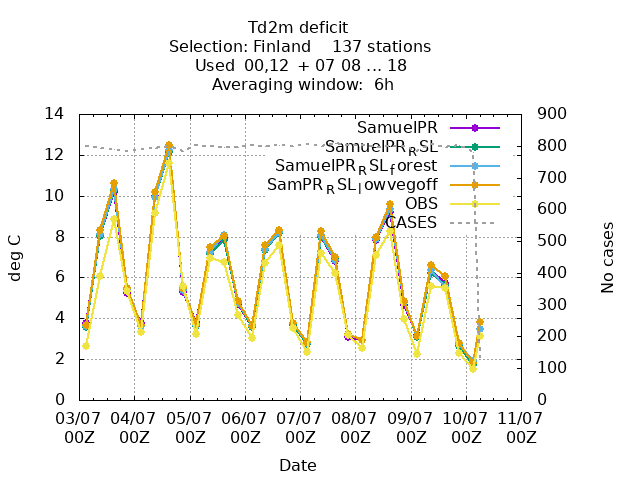 Td2m deficit
Selection: Finland 137 stations
Used 00,12 + 07 08 ... 18
Averaging window: 6h
14
12
10
8
6
4
2
0
deg C
900
800
700
600
500
400
300
200
100
0
No cases
SamuelPR
SamuelPR_RSL
SamuelPR_RSL_forest
SamPR_RSL_lowvegoff
OBS
CASES
03/07 04/07 05/07 06/07 07/07 08/07 09/07 10/07 11/07
00Z 00Z 00Z 00Z 00Z 00Z 00Z 00Z 00Z
Date